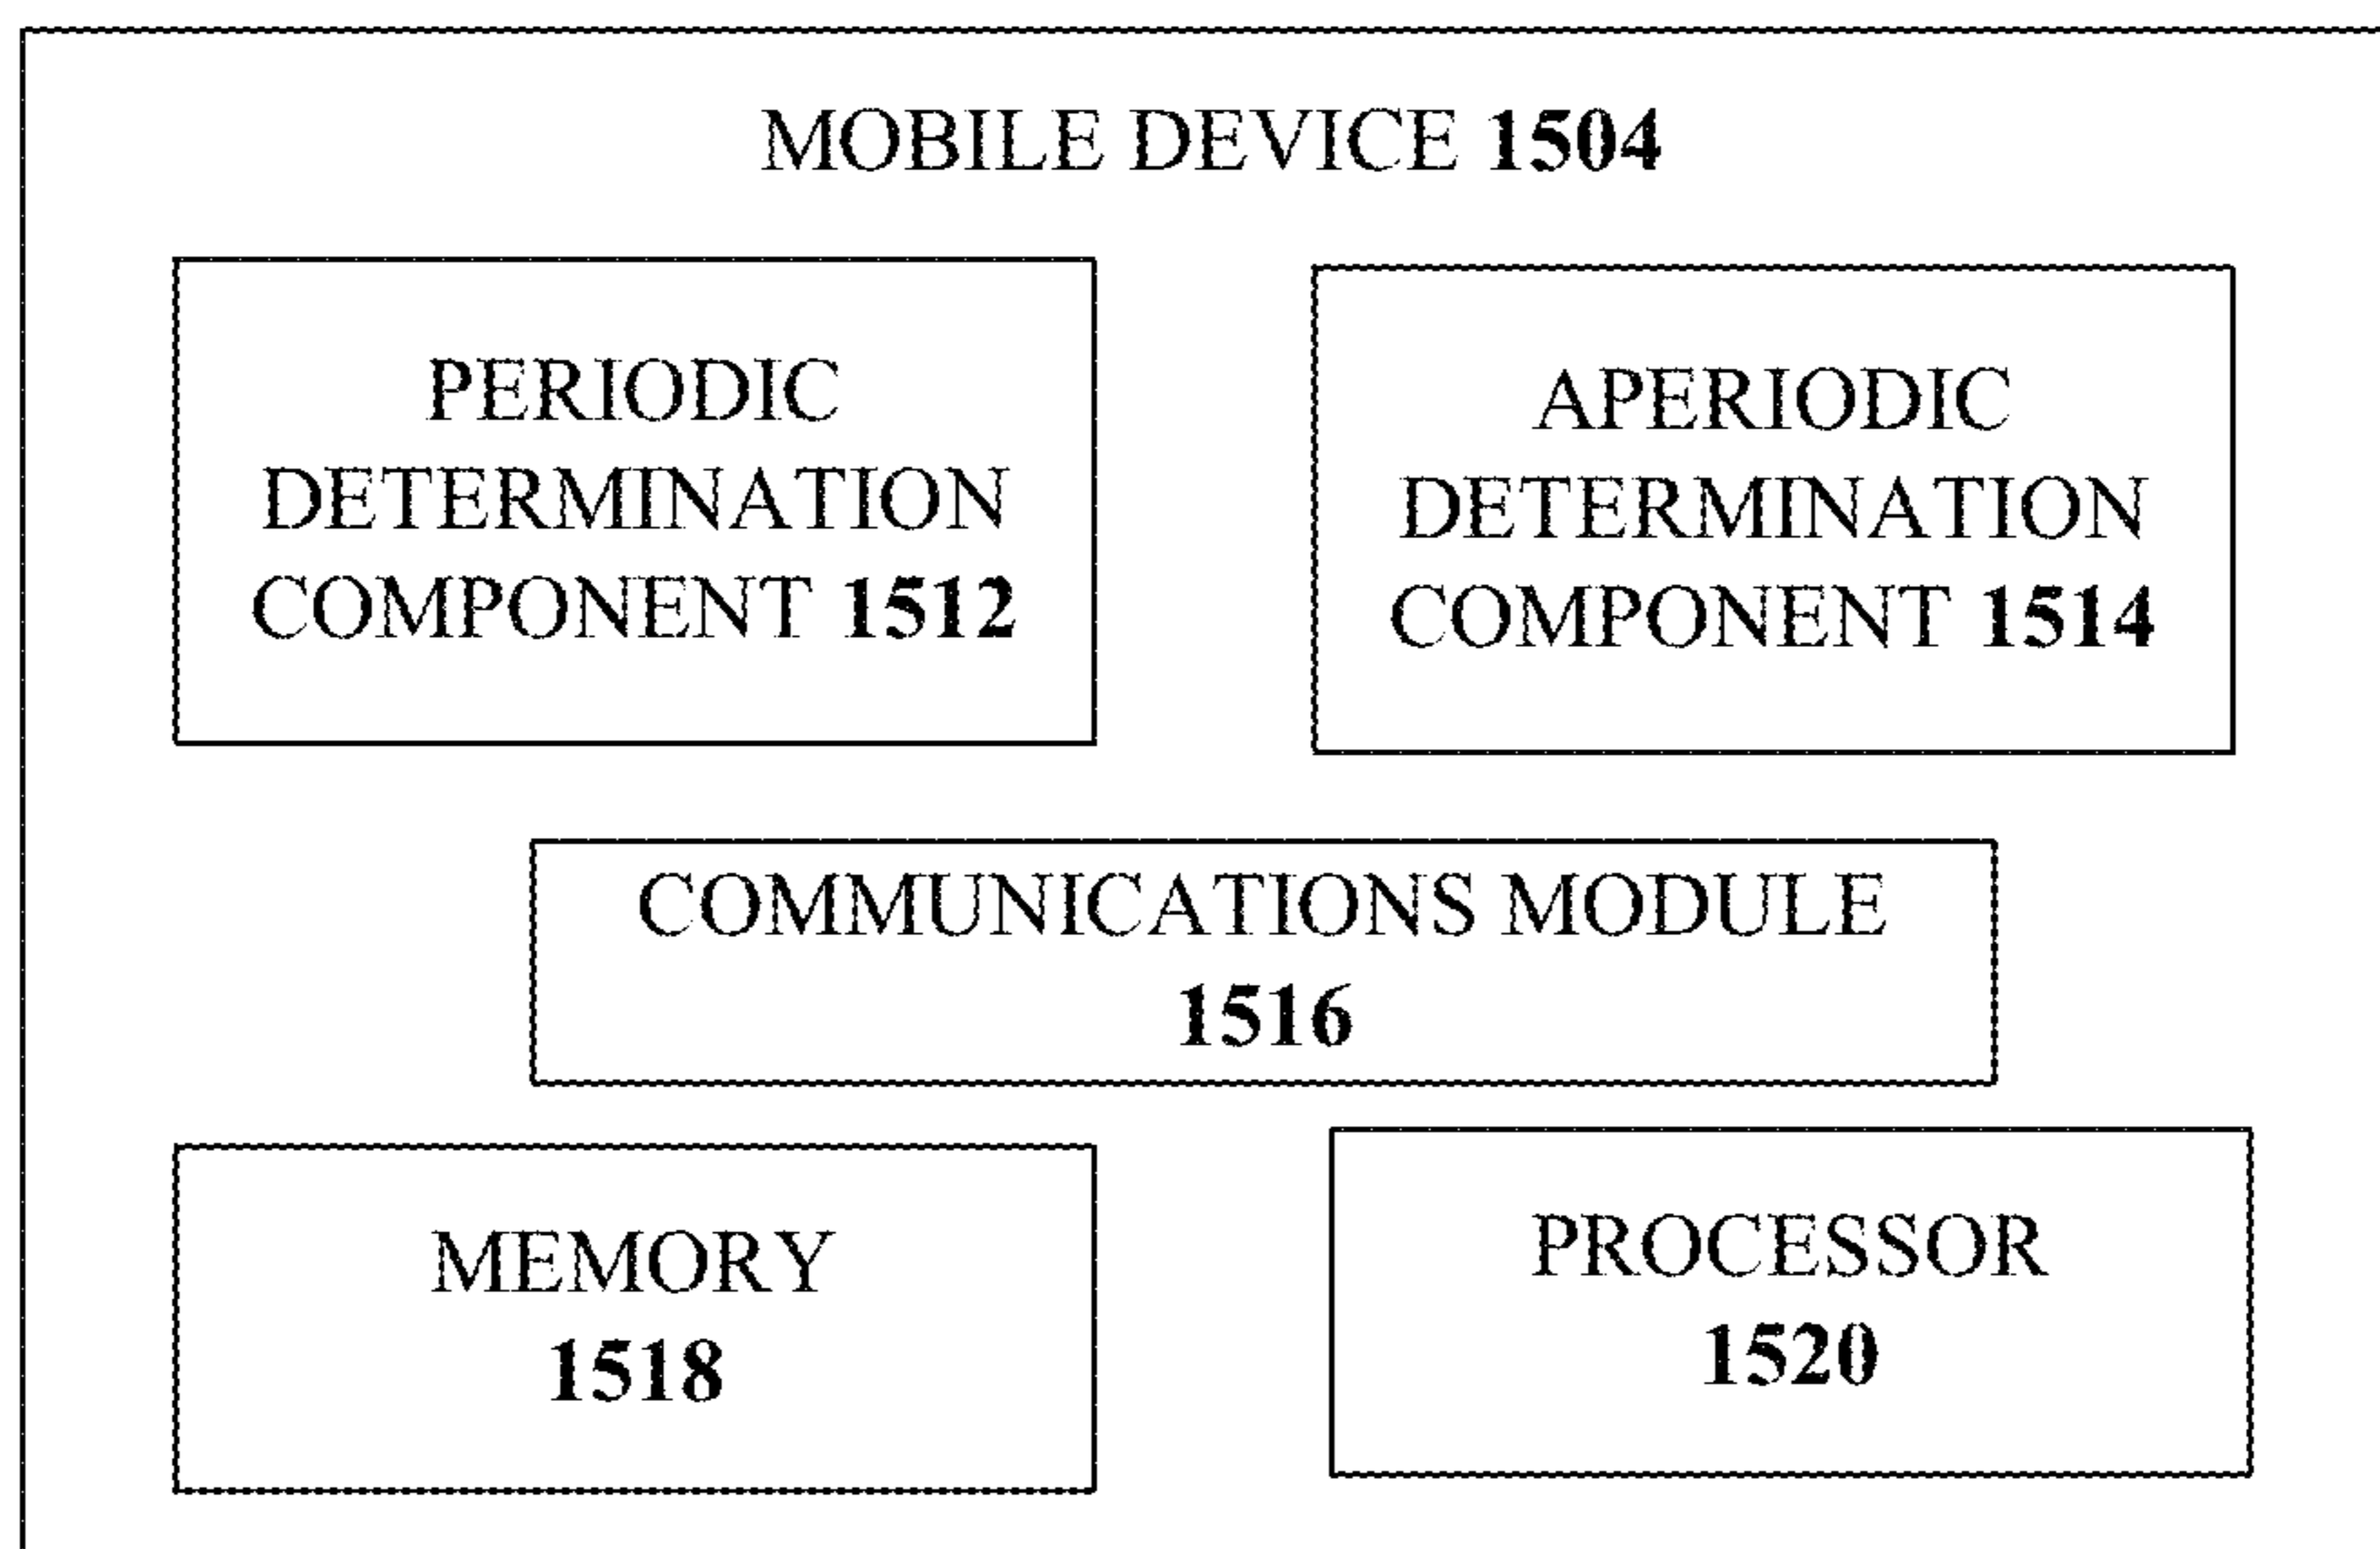 MOBILE DEVICE 1504
PERIODIC
DETERMINATION
COMPONENT 1512
APERIODIC
DETERMINATION
COMPONENT 1514
COMMUNICATIONS MODULE
1516
MEMORY
1518
PROCESSOR
1520